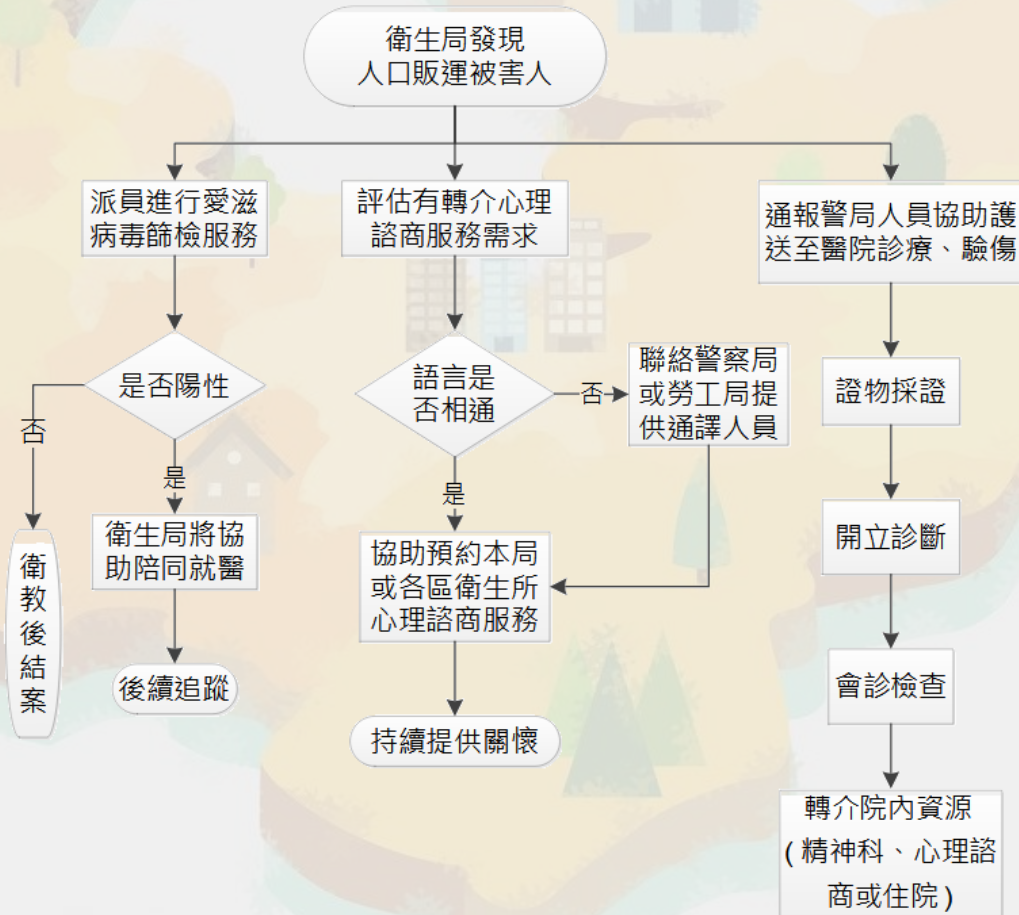 衛生局發現
人口販運被害人
派員進行愛滋
病毒篩檢服務
評估有轉介心理
諮商服務需求
通報警局人員協助護
送至醫院診療、驗傷
是否陽性
語言是
否相通
否
聯絡警察局
或勞工局提
供通譯人員
證物採證
否
是
是
衛生局將協
助陪同就醫
協助預約本局
或各區衛生所
心理諮商服務
開立診斷
衛教後結案
後續追蹤
會診檢查
持續提供關懷
轉介院內資源
(精神科、心理諮
商或住院)